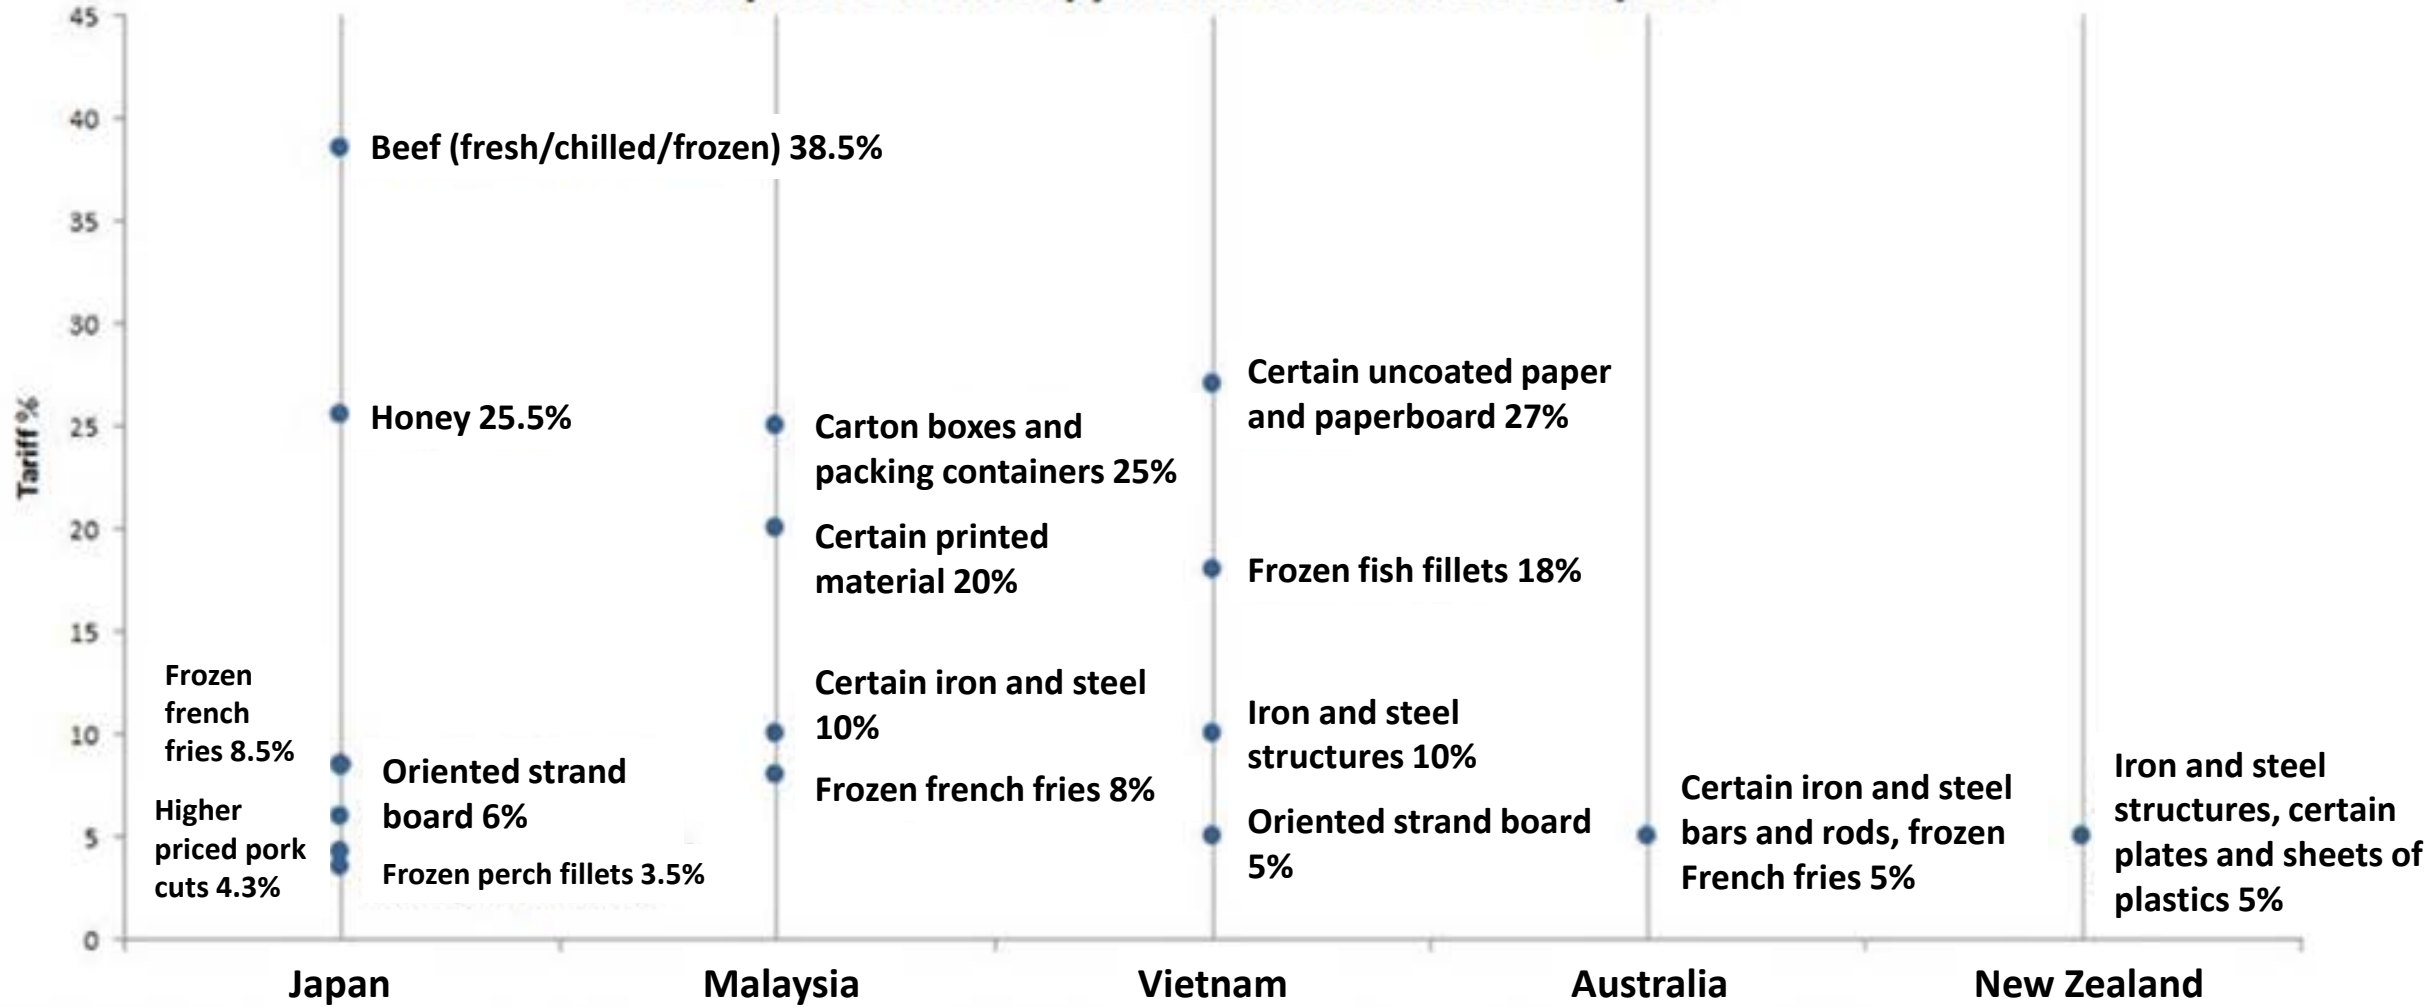 45
40
35
30
25
20
15
10
5
0
Tariff %
Beef (fresh/chilled/frozen) 38.5%
Honey 25.5%
Frozen
french
fries 8.5%
Oriented strand
board 6%
Higher
priced pork
cuts 4.3%
Frozen perch fillets 3.5%
Carton boxes and
packing containers 25%
Certain printed
material 20%
Certain iron and steel
10%
Frozen french fries 8%
Certain uncoated paper
and paperboard 27%
Frozen fish fillets 18%
Iron and steel
structures 10%
Oriented strand board
5%
Certain iron and steel
bars and rods, frozen
French fries 5%
Iron and steel
structures, certain
plates and sheets of
plastics 5%
Japan
Malaysia
Vietnam
Australia
New Zealand